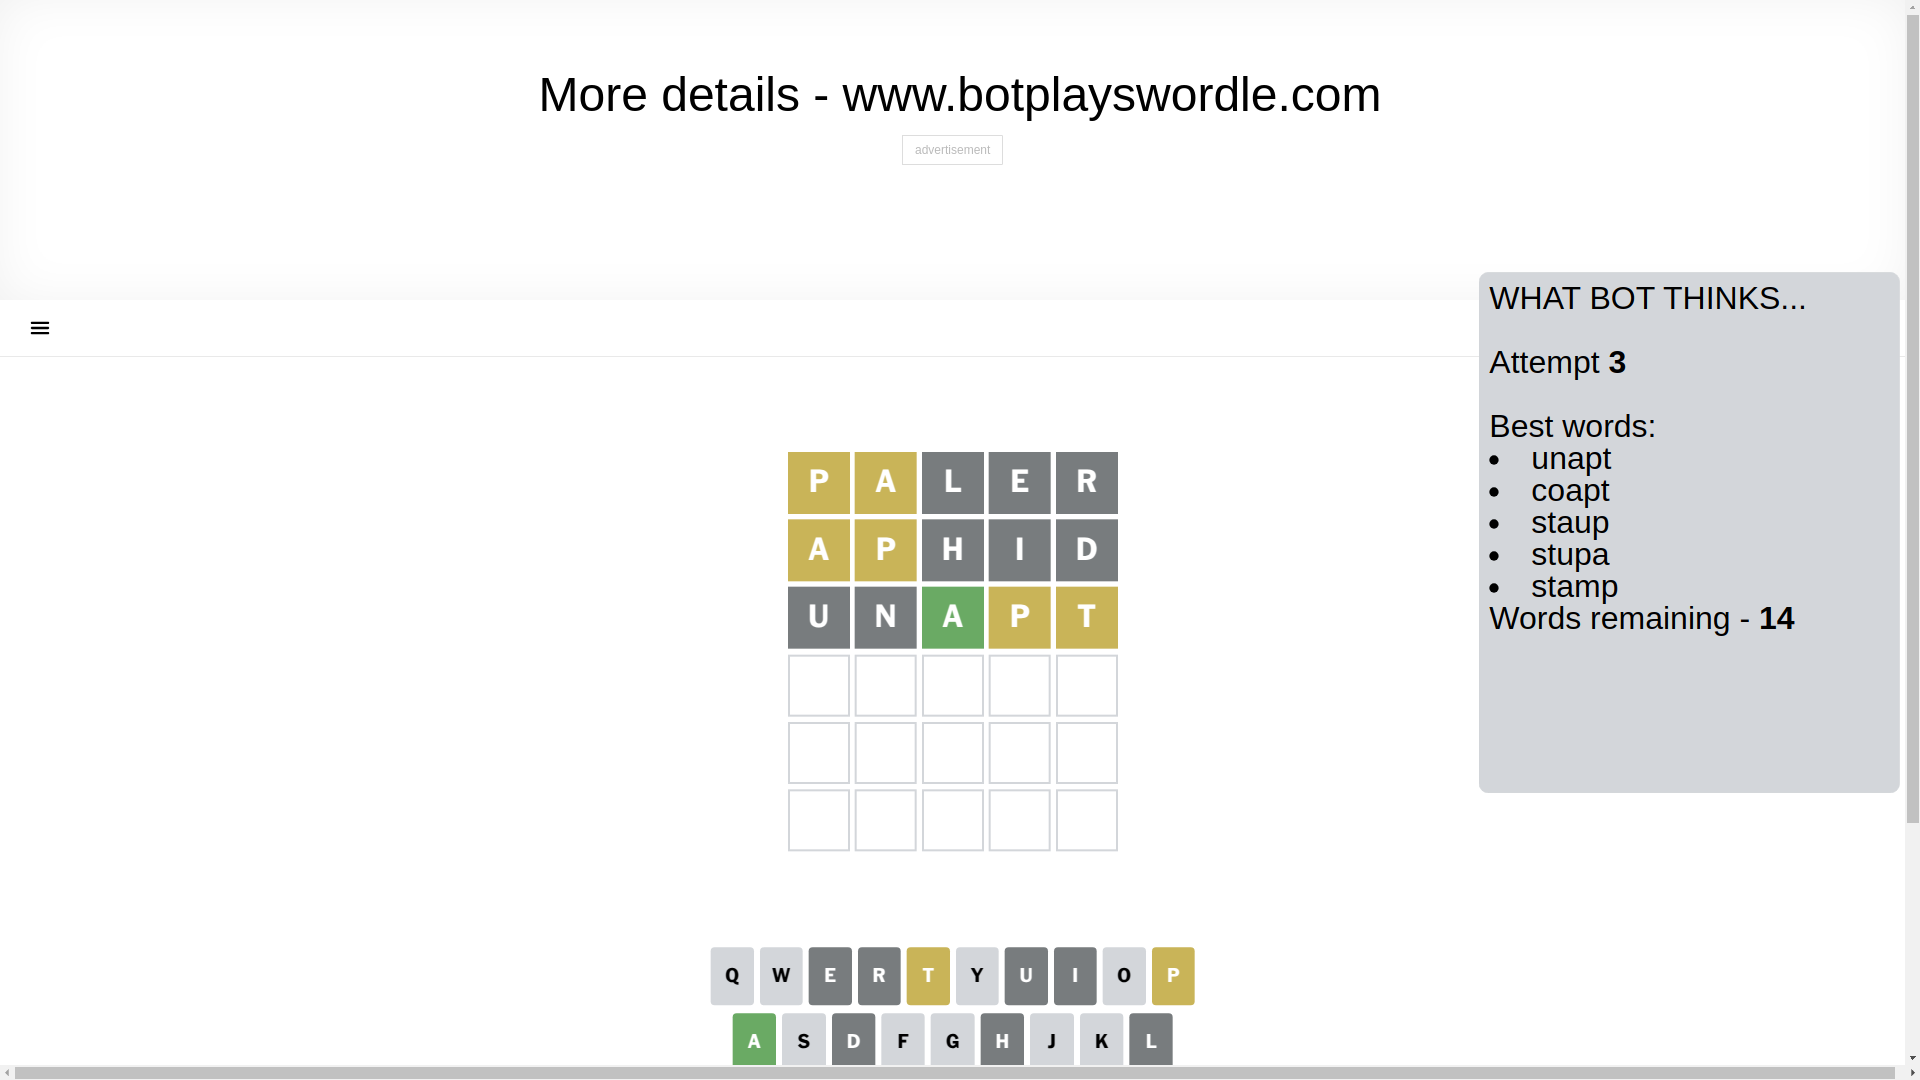 More details - www.botplayswordle.com
advertisement
WHAT BOT THINKS...
Attempt 3
Best words:
unapt
coapt
staup
stupa
stamp
Words remaining - 14
P A L E R
A P H I D
U N A P T
Q W E R T Y U I O P
A S D F G H J K L